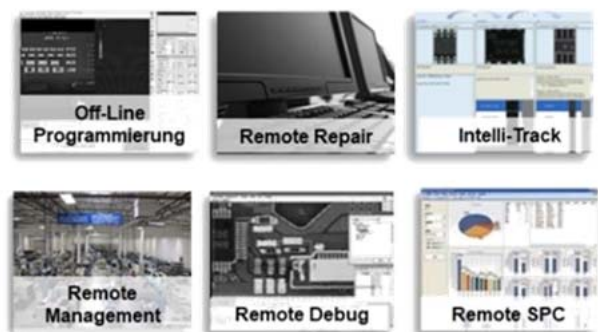 Off-Line
Programmierung
Remote Repair
Intelli-Track
Remote
Management
Remote Debug
Remote SPC